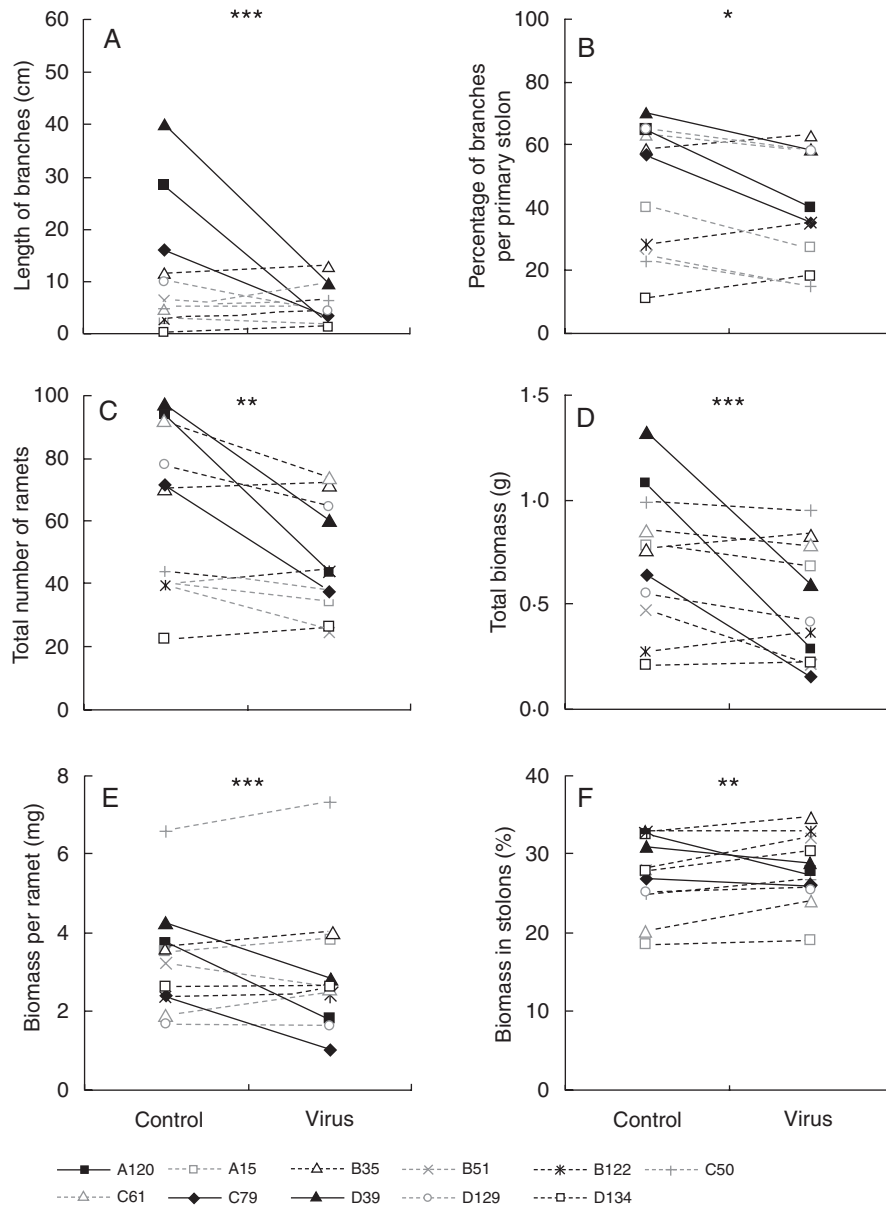 ***
A
60
50
40
30
20
10
0
Length of branches (cm)
*
B
100
80
60
40
20
0
Percentage of branches
per primary stolon
**
C
100
80
60
40
20
0
Total number of ramets
***
D
1·5
1·0
0·5
0·0
Total biomass (g)
***
E
8
6
4
2
0
Biomass per ramet (mg)
Control Virus
**
F
40
30
20
10
0
Biomass in stolons (%)
Control Virus
A120 A15 B35 B51 B122 C50
C61 C79 D39 D129 D134